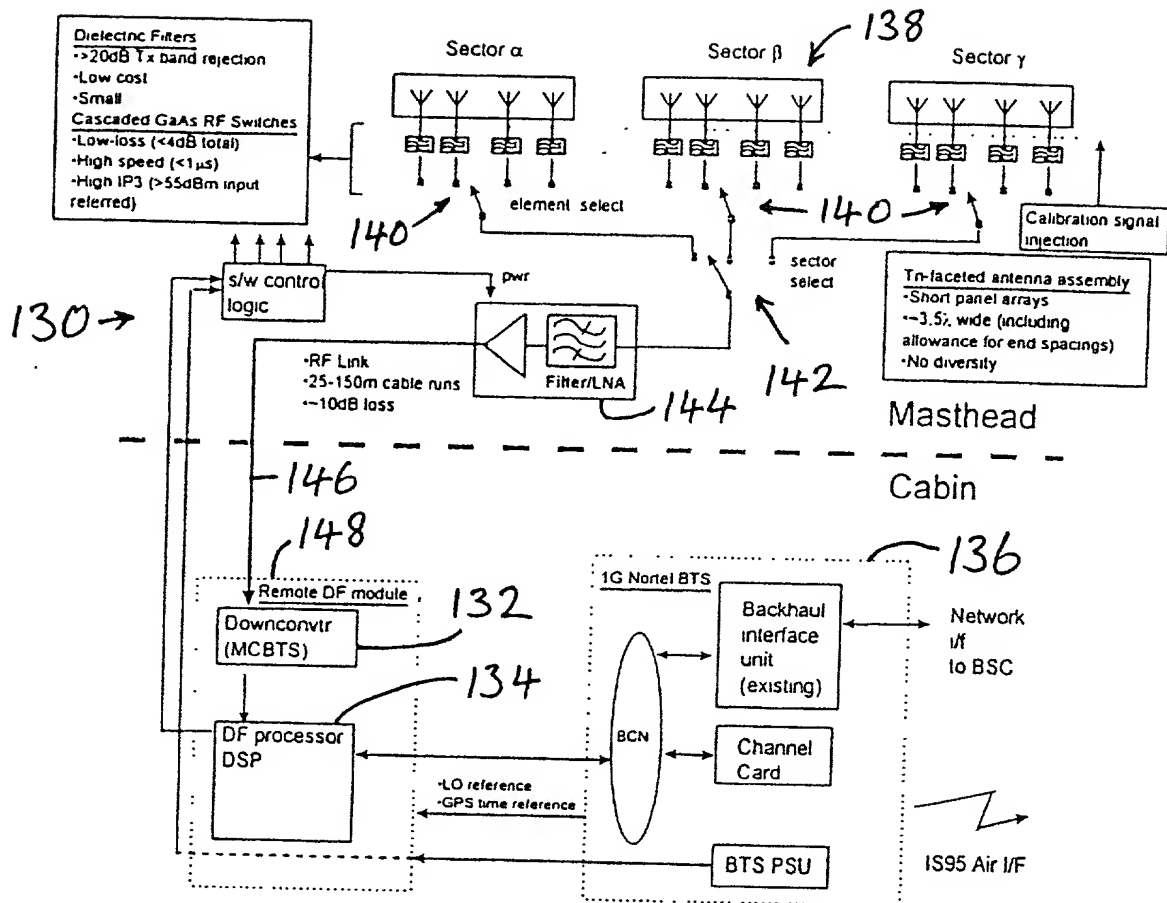 Dielectric Filters
•>20dB Tx band rejection
•Low cost
•Small
Cascaded GaAs RF Switches
•Low-loss (<4dB total)
•High speed (<1μs)
•High IP3 (>55dBm input
referred)
Sector α
Sector β
138
Sector γ
140
element select
140
Calibration signal
injection
sector
select
s/w control
logic
pwr
130
Tri-faceted antenna assembly
•Short panel arrays
•~3.5λ wide (including
allowance for end spacings)
•No diversity
•RF Link
•25-150m cable runs
•~10dB loss
Filter/LNA
144
142
Masthead
Cabin
146
148
136
Remote DF module
132
1G Nortel BTS
Downconvtr
(MCBTS)
Backhaul
interface
unit
(existing)
Network
i/f
to BSC
134
DF processor
DSP
BCN
Channel
Card
•LO reference
•GPS time reference
BTS PSU
IS95 Air I/F